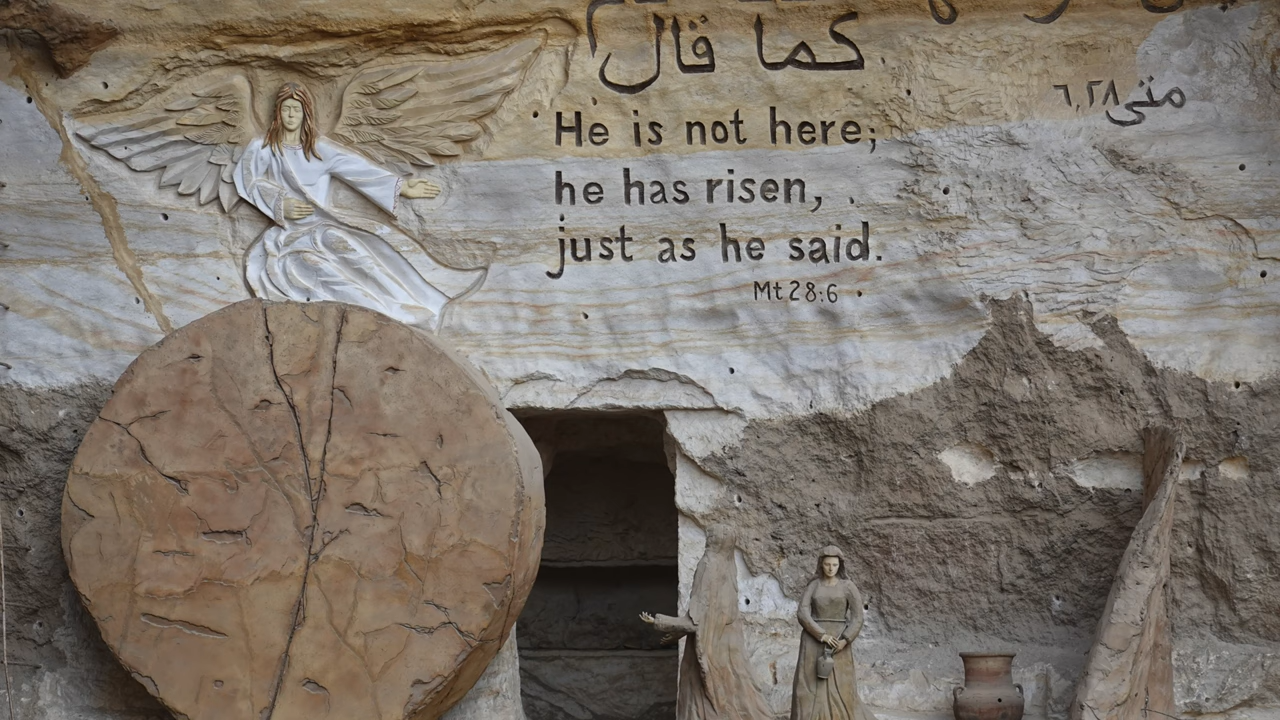 كما قال
متى ٦,٢٨
He is not here;
he has risen,
just as he said.
Mt 28:6